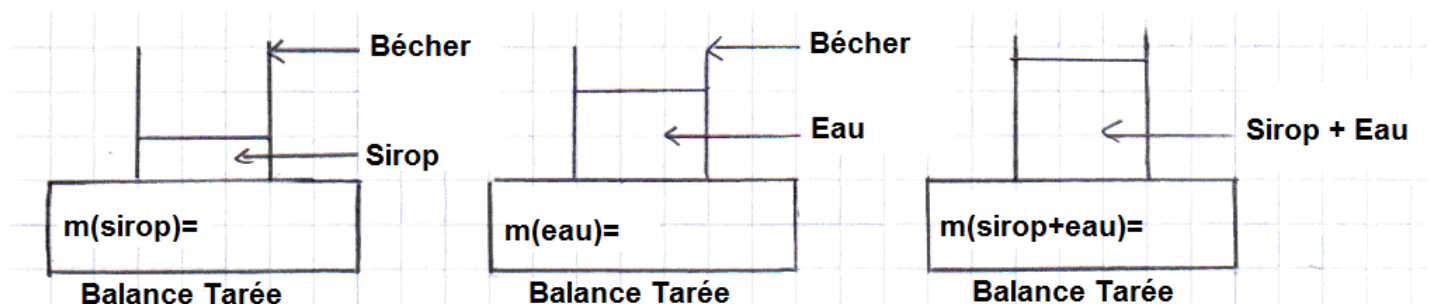 Bécher
Sirop
m(sirop)=
Balance Tarée
Bécher
Eau
m(eau)=
Balance Tarée
Sirop + Eau
m(sirop+eau)=
Balance Tarée